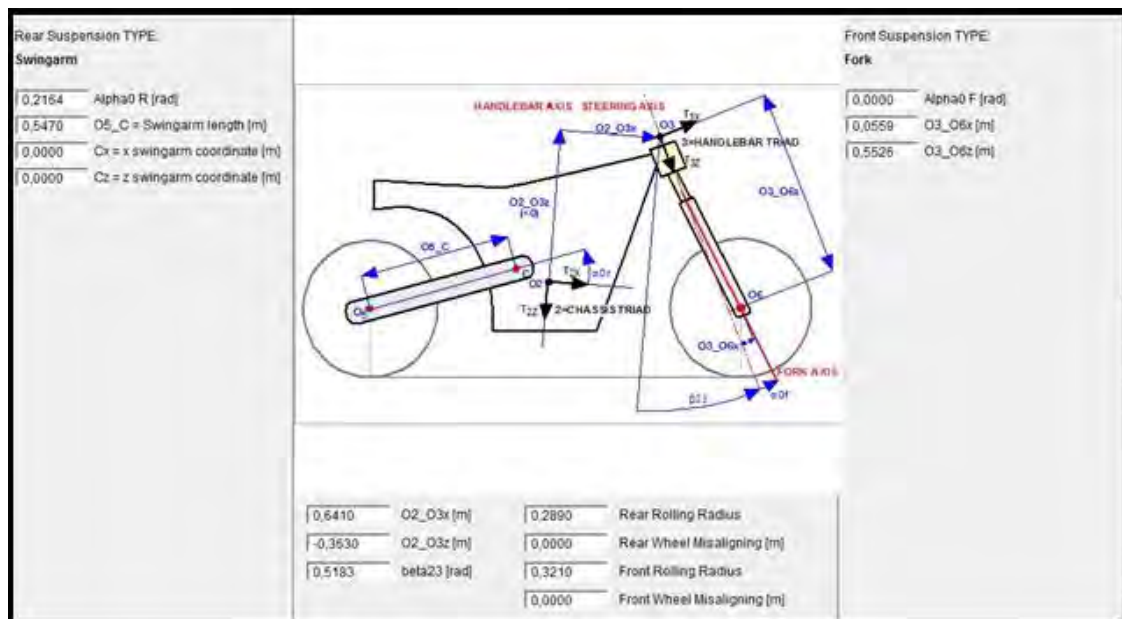 Rear Suspension TYPE:
Swingarm
0,2164 Alpha0 R [rad]
0,5470 O5_C = Swingarm length [m]
0,0000 Cx = x swingarm coordinate [m]
0,0000 Cz = z swingarm coordinate [m]
HANDLEBAR AXIS STEERING AXIS
O2_O3x
O3
3=HANDLEBAR TRIAD
T3Z
O3_O6z
O2_O3z
(<0)
O5_C
C
T2X
α0r
O2
T2Z
2=CHASSIS TRIAD
O6
O3_O6x
FORK AXIS
α0f
0,6410 O2_O3x [m]
-0,3530 O2_O3z [m]
0,5183 beta23 [rad]
0,2890 Rear Rolling Radius
0,0000 Rear Wheel Misaligning [m]
0,3210 Front Rolling Radius
0,0000 Front Wheel Misaligning [m]
Front Suspension TYPE:
Fork
0,0000 Alpha0 F [rad]
0,0559 O3_O6x [m]
0,5526 O3_O6z [m]